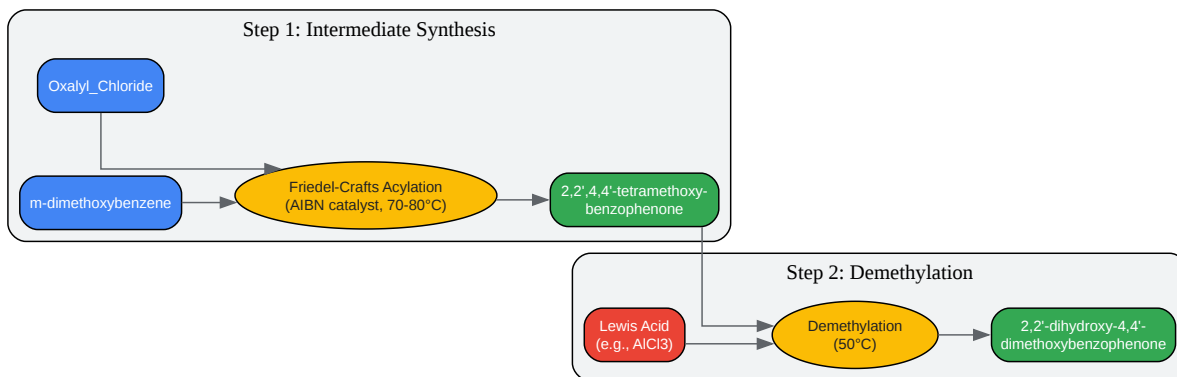 Step 1: Intermediate Synthesis
Oxalyl_Chloride
m-dimethoxybenzene
Friedel-Crafts Acylation
(AIBN catalyst, 70-80°C)
2,2',4,4'-tetramethoxy-
benzophenone
Step 2: Demethylation
Lewis Acid
(e.g., AlCl3)
Demethylation
(50°C)
2,2'-dihydroxy-4,4'-
dimethoxybenzophenone